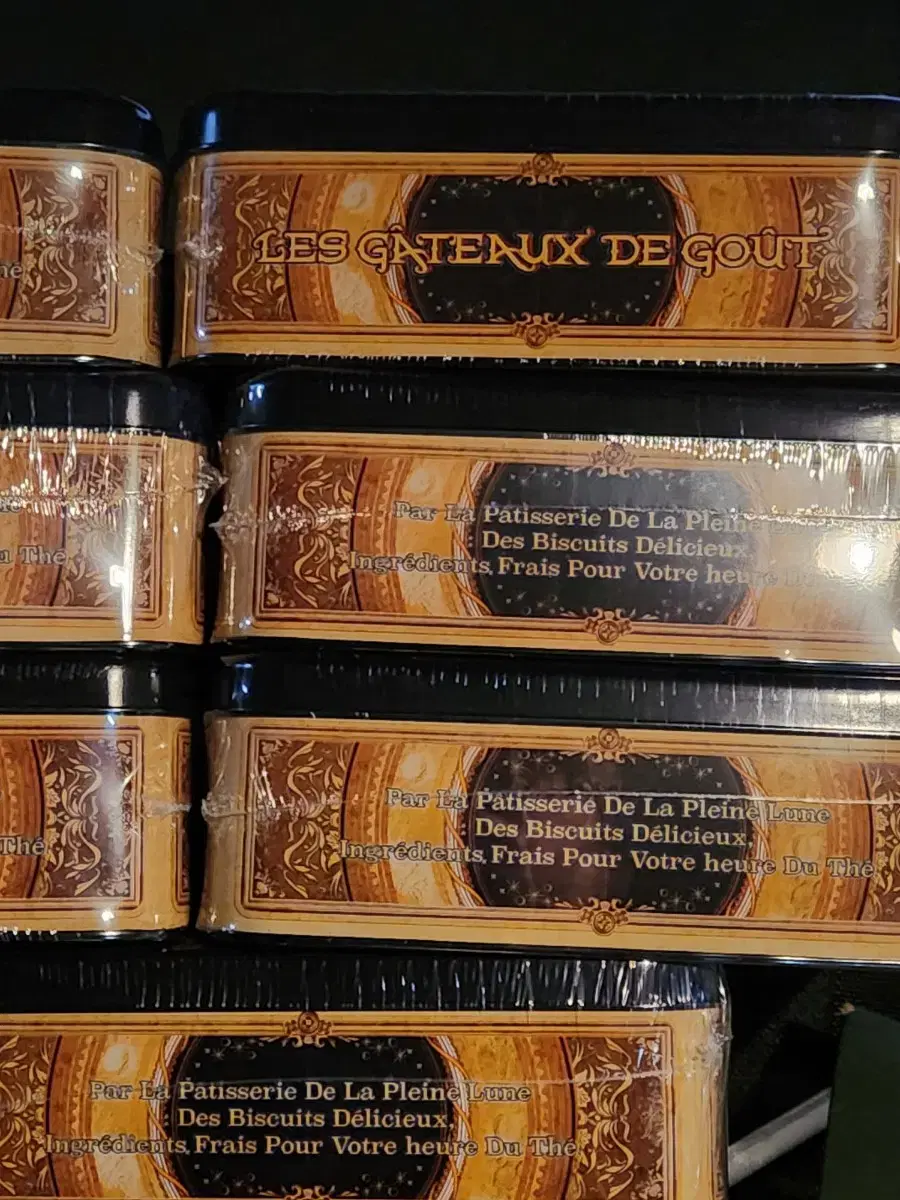 LES GÂTEAUX DE GOÛT
Par La Patisserie De La Pleine
Des Biscuits Délicieux,
Ingrédients, Frais Pour Votre heure
u Thé
Par La Patisserie De La Pleine Lune
Des Biscuits Délicieux,
Ingrédients, Frais Pour Votre heure Du Thé
Thé
Par La Patisserie De La Pleine Lune
Des Biscuits Délicieux,
Ingrédients, Frais Pour Votre heure Du Thé